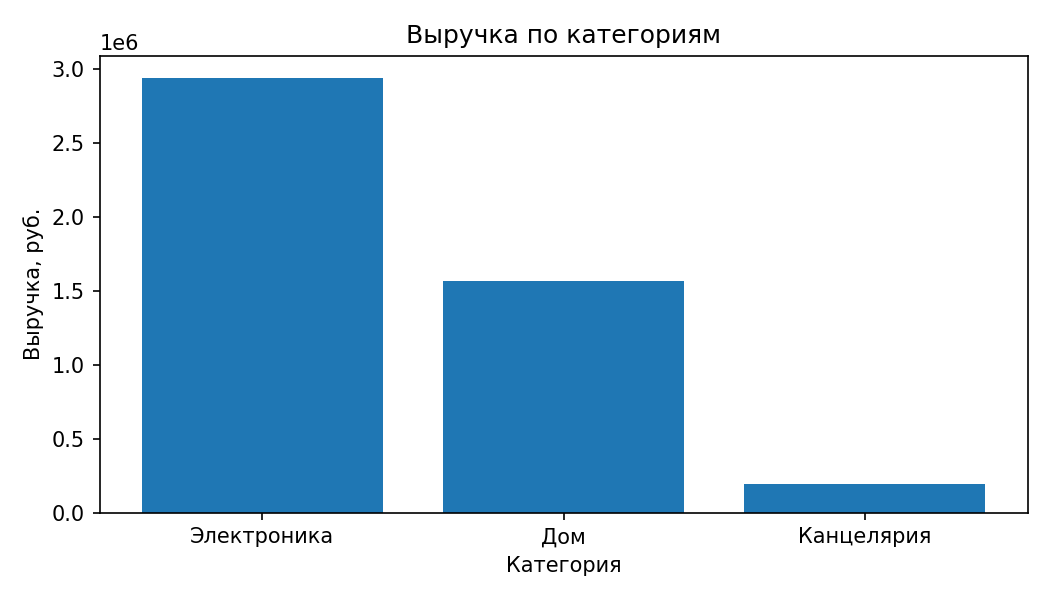 Выручка по категориям
1e6
Выручка, руб.
3.0
2.5
2.0
1.5
1.0
0.5
0.0
Электроника Дом Канцелярия
Категория